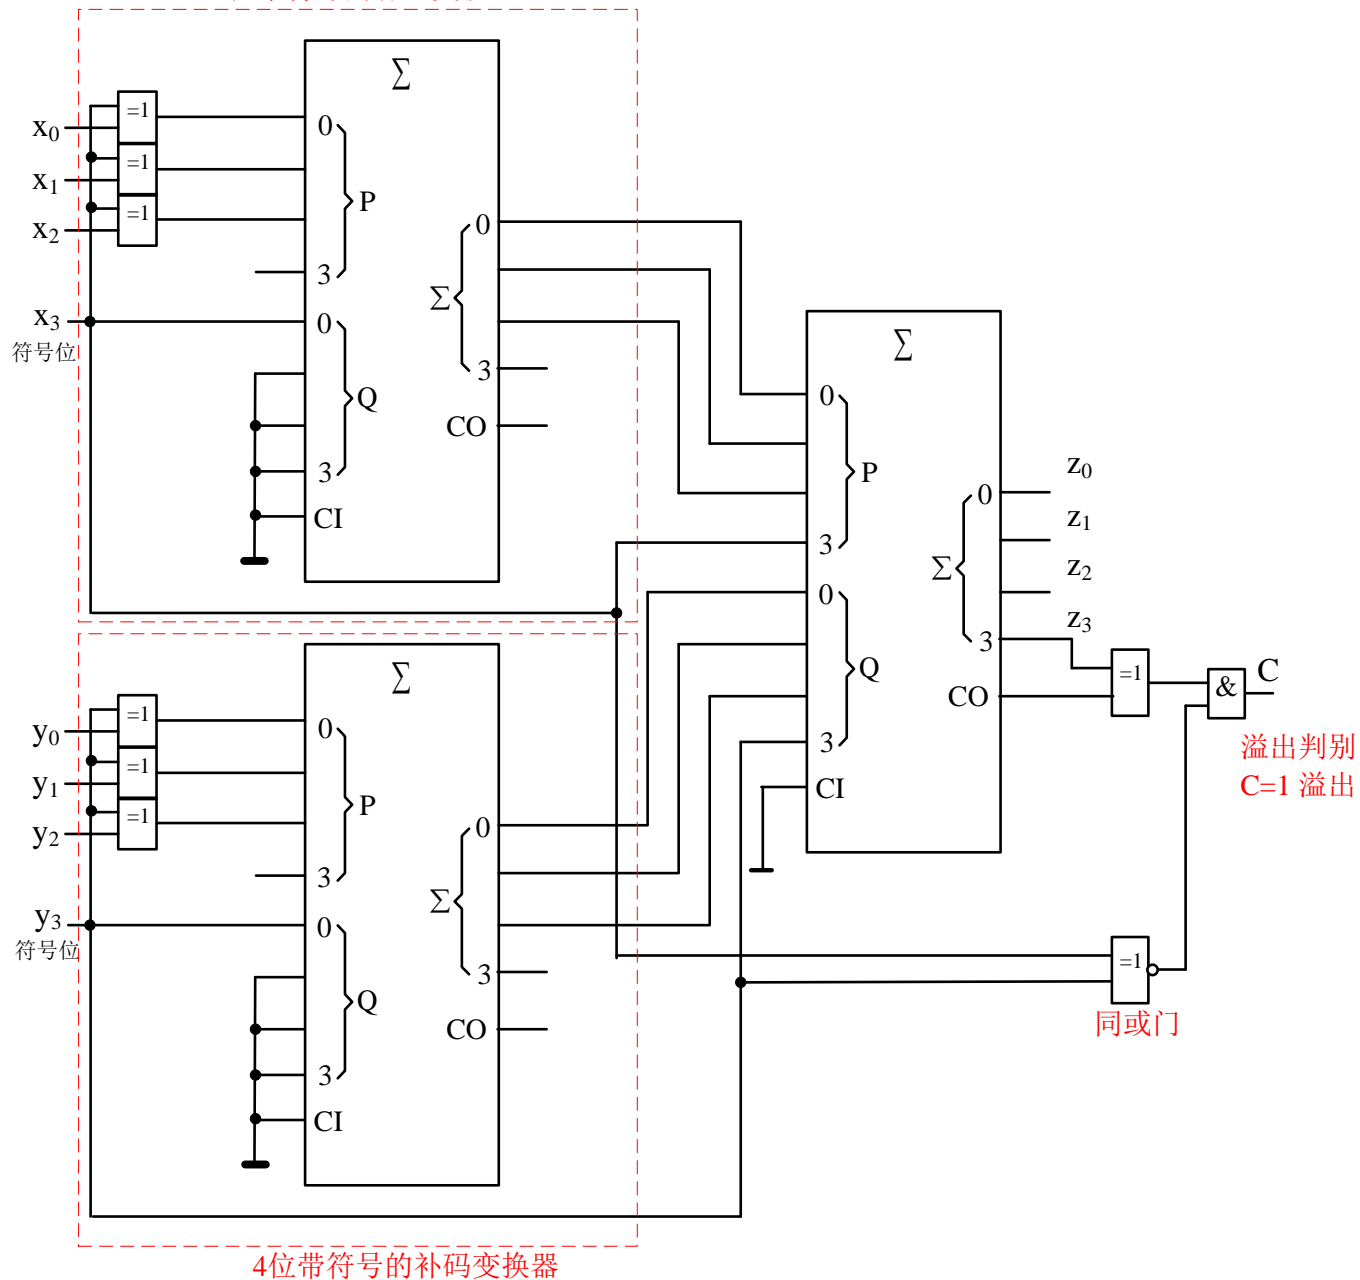 Σ
x0
=1
x1
=1
x2
=1
0
P
3
x3
符号位
0
Q
3
CI
0
Σ
3
CO
Σ
0
P
3
0
Q
3
CI
0
Σ
3
CO
z0
z1
z2
z3
=1
&
C
溢出判别
C=1 溢出
Σ
y0
=1
y1
=1
y2
=1
0
P
3
y3
符号位
0
Q
3
CI
0
Σ
3
CO
=1
同或门
4位带符号的补码变换器